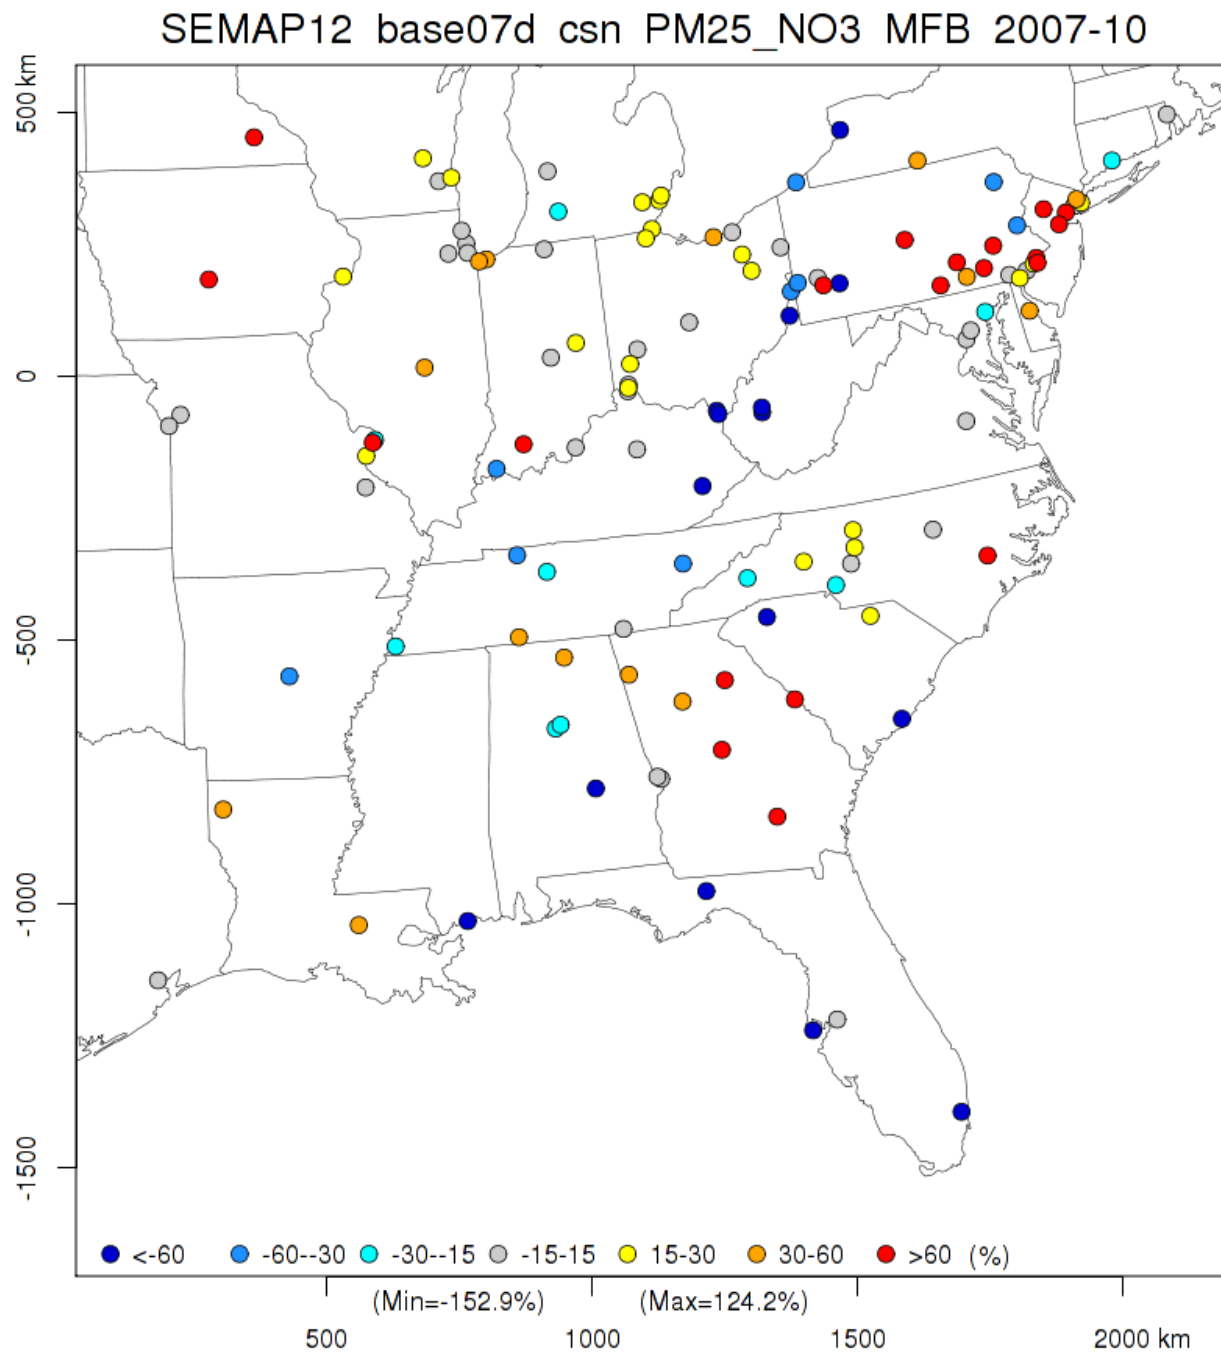 SEMAP12 base07d csn PM25_NO3 MFB 2007-10
500 km
0
-500
-1000
-1500
<-60 -60--30 -30--15 -15-15 15-30 30-60 >60 (%)
(Min=-152.9%) (Max=124.2%)
500 1000 1500 2000 km